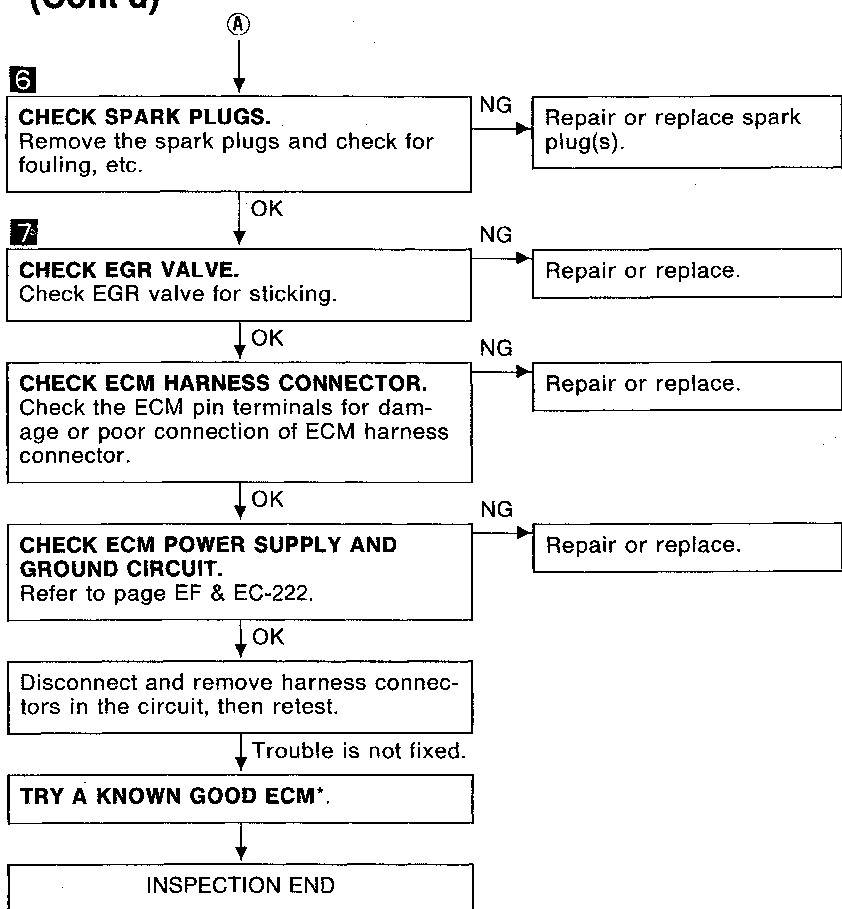 (Cont'd)
Ⓐ
6
CHECK SPARK PLUGS.
Remove the spark plugs and check for
fouling, etc.
NG
Repair or replace spark
plug(s).
OK
7
CHECK EGR VALVE.
Check EGR valve for sticking.
NG
Repair or replace.
OK
CHECK ECM HARNESS CONNECTOR.
Check the ECM pin terminals for dam-
age or poor connection of ECM harness
connector.
NG
Repair or replace.
OK
CHECK ECM POWER SUPPLY AND
GROUND CIRCUIT.
Refer to page EF & EC-222.
NG
Repair or replace.
OK
Disconnect and remove harness connec-
tors in the circuit, then retest.
Trouble is not fixed.
TRY A KNOWN GOOD ECM*.
INSPECTION END